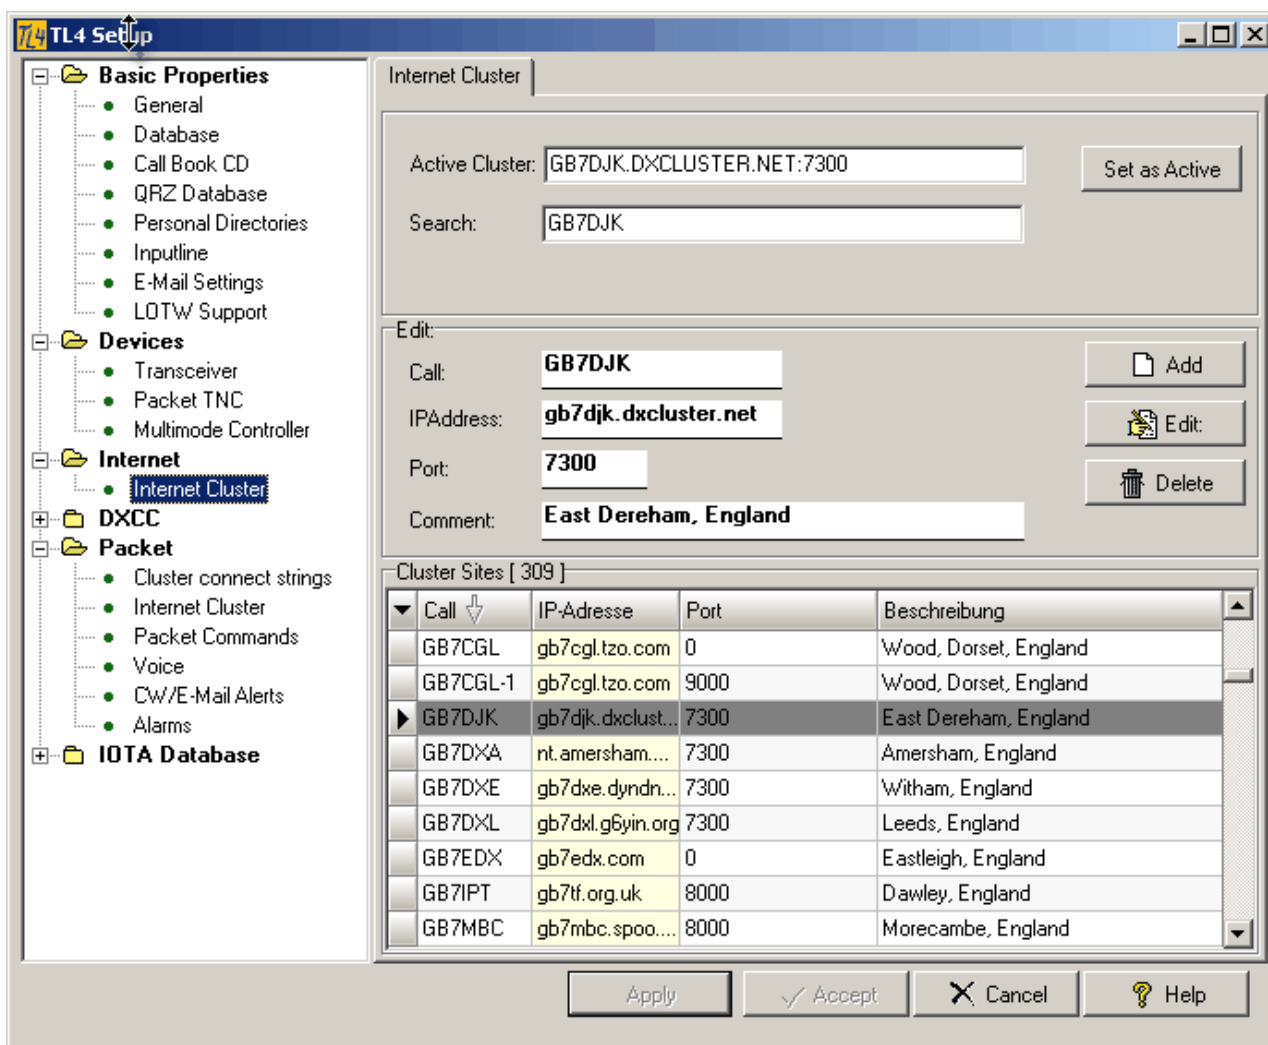 TL4 TL4 Setup
Basic Properties
General
Database
Call Book CD
QRZ Database
Personal Directories
Inputline
E-Mail Settings
LOTW Support
Devices
Transceiver
Packet TNC
Multimode Controller
Internet
Internet Cluster
DXCC
Packet
Cluster connect strings
Internet Cluster
Packet Commands
Voice
CW/E-Mail Alerts
Alarms
IOTA Database
Internet Cluster
Active Cluster: GB7DJK.DXCLUSTER.NET:7300 Set as Active
Search: GB7DJK
Edit:
Call: GB7DJK Add
IPAddress: gb7djk.dxcluster.net Edit:
Port: 7300 Delete
Comment: East Dereham, England
Cluster Sites [ 309 ]
Call IP-Adresse Port Beschreibung
GB7CGL gb7cgl.tzo.com 0 Wood, Dorset, England
GB7CGL-1 gb7cgl.tzo.com 9000 Wood, Dorset, England
GB7DJK gb7djk.dxclust... 7300 East Dereham, England
GB7DXA nt.amersham.... 7300 Amersham, England
GB7DXE gb7dxe.dyndn... 7300 Witham, England
GB7DXL gb7dxl.g6yin.org 7300 Leeds, England
GB7EDX gb7edx.com 0 Eastleigh, England
GB7IPT gb7tf.org.uk 8000 Dawley, England
GB7MBC gb7mbc.spoo.... 8000 Morecambe, England
Apply Accept Cancel Help